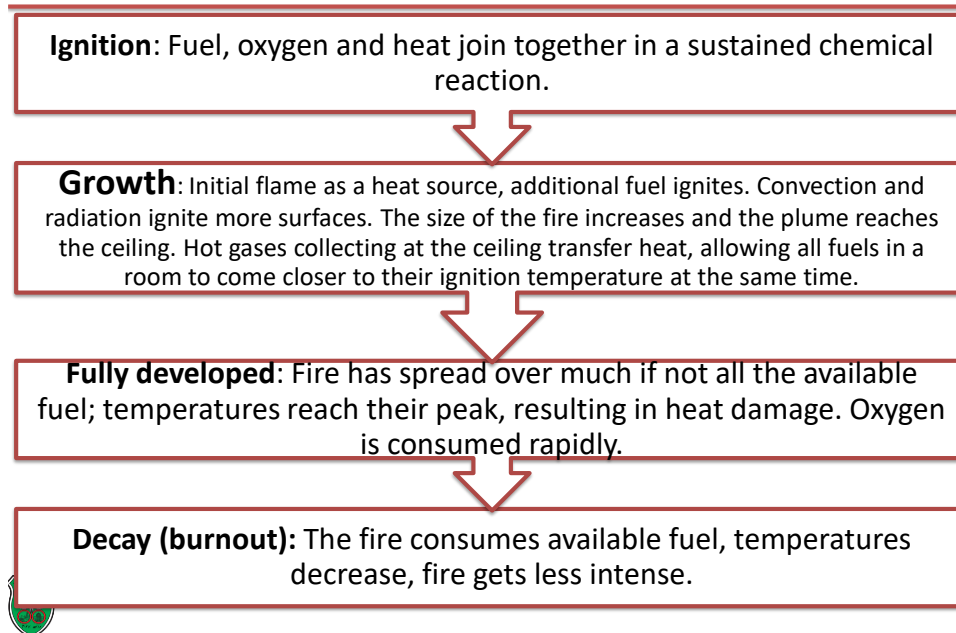 Ignition: Fuel, oxygen and heat join together in a sustained chemical
reaction.
Growth: Initial flame as a heat source, additional fuel ignites. Convection and
radiation ignite more surfaces. The size of the fire increases and the plume reaches
the ceiling. Hot gases collecting at the ceiling transfer heat, allowing all fuels in a
room to come closer to their ignition temperature at the same time.
Fully developed: Fire has spread over much if not all the available
fuel; temperatures reach their peak, resulting in heat damage. Oxygen
is consumed rapidly.
Decay (burnout): The fire consumes available fuel, temperatures
decrease, fire gets less intense.